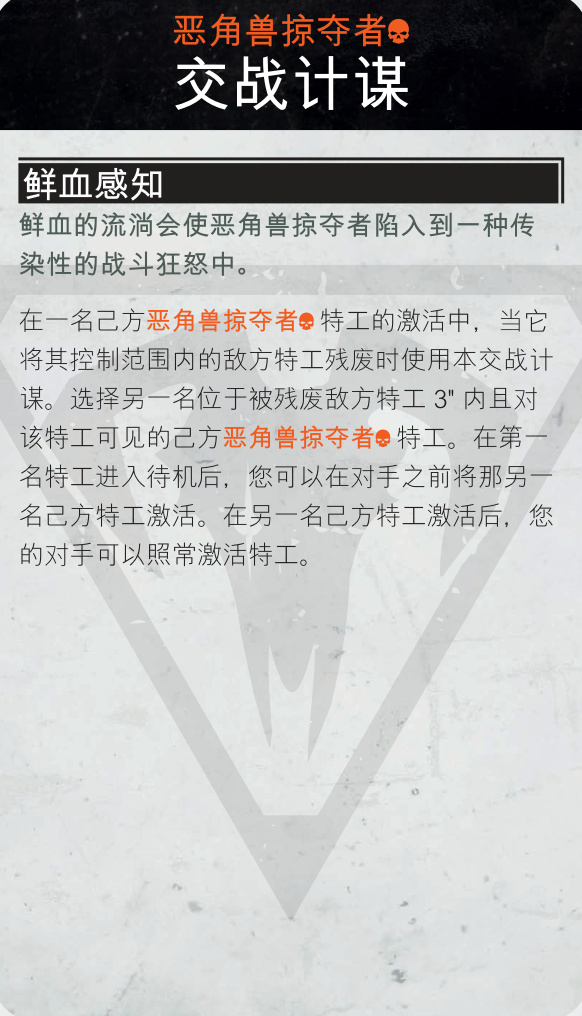 恶角兽掠夺者
交战计谋
鲜血感知
鲜血的流淌会使恶角兽掠夺者陷入到一种传
染性的战斗狂怒中。
在一名己方恶角兽掠夺者 特工的激活中，当它
将其控制范围内的敌方特工残废时使用本交战计
谋。选择另一名位于被残废敌方特工 3" 内且对
该特工可见的己方恶角兽掠夺者 特工。在第一
名特工进入待机后，您可以在对手之前将那另一
名己方特工激活。在另一名己方特工激活后，您
的对手可以照常激活特工。